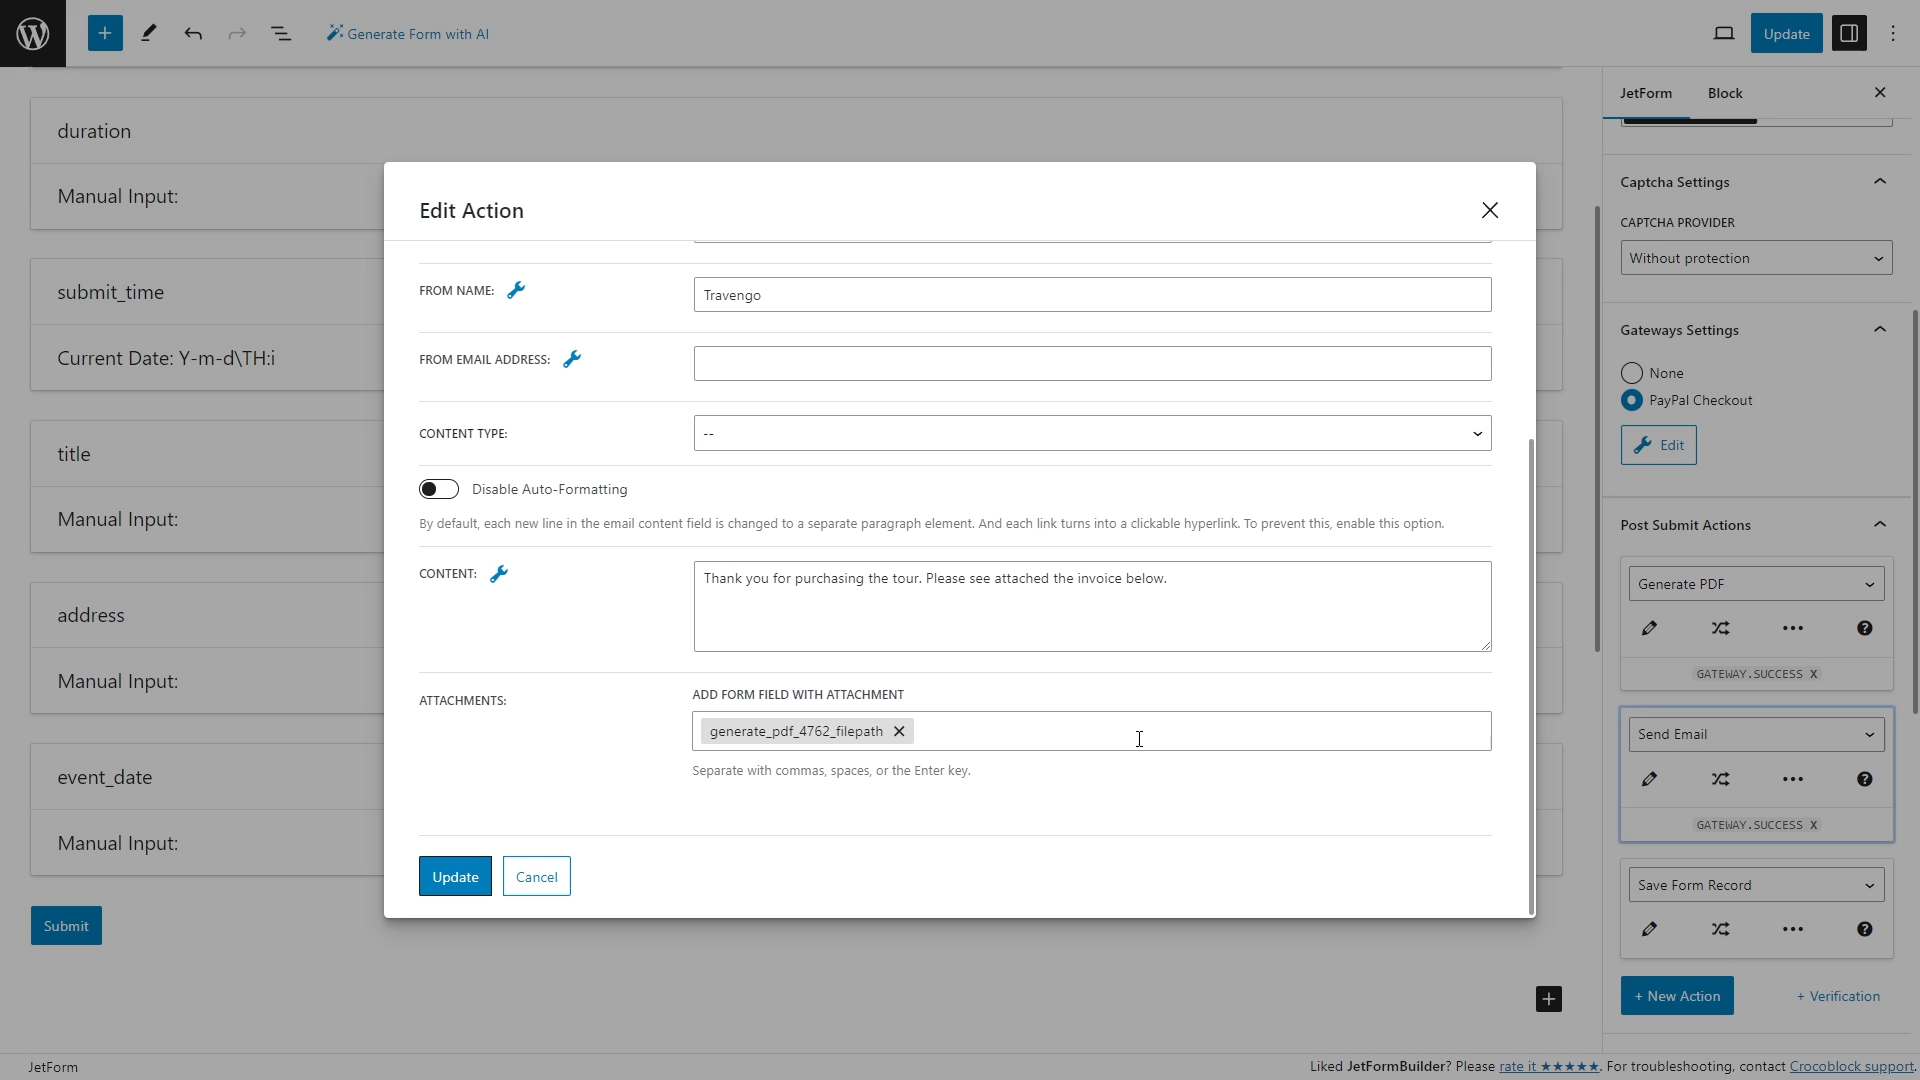 Generate Form with AI
Update
duration
Manual Input:
submit_time
Current Date: Y-m-d\TH:i
title
Manual Input:
address
Manual Input:
event_date
Manual Input:
Submit
Edit Action
FROM NAME:
Travengo
FROM EMAIL ADDRESS:
CONTENT TYPE:
--
Disable Auto-Formatting
By default, each new line in the email content field is changed to a separate paragraph element. And each link turns into a clickable hyperlink. To prevent this, enable this option.
CONTENT:
Thank you for purchasing the tour. Please see attached the invoice below.
ATTACHMENTS:
ADD FORM FIELD WITH ATTACHMENT
generate_pdf_4762_filepath
Separate with commas, spaces, or the Enter key.
Update Cancel
JetForm Block
Captcha Settings
CAPTCHA PROVIDER
Without protection
Gateways Settings
None
PayPal Checkout
Edit
Post Submit Actions
Generate PDF
GATEWAY.SUCCESS X
Send Email
GATEWAY.SUCCESS X
Save Form Record
+ New Action + Verification
JetForm
Liked JetFormBuilder? Please rate it ★★★★★. For troubleshooting, contact Crocoblock support.